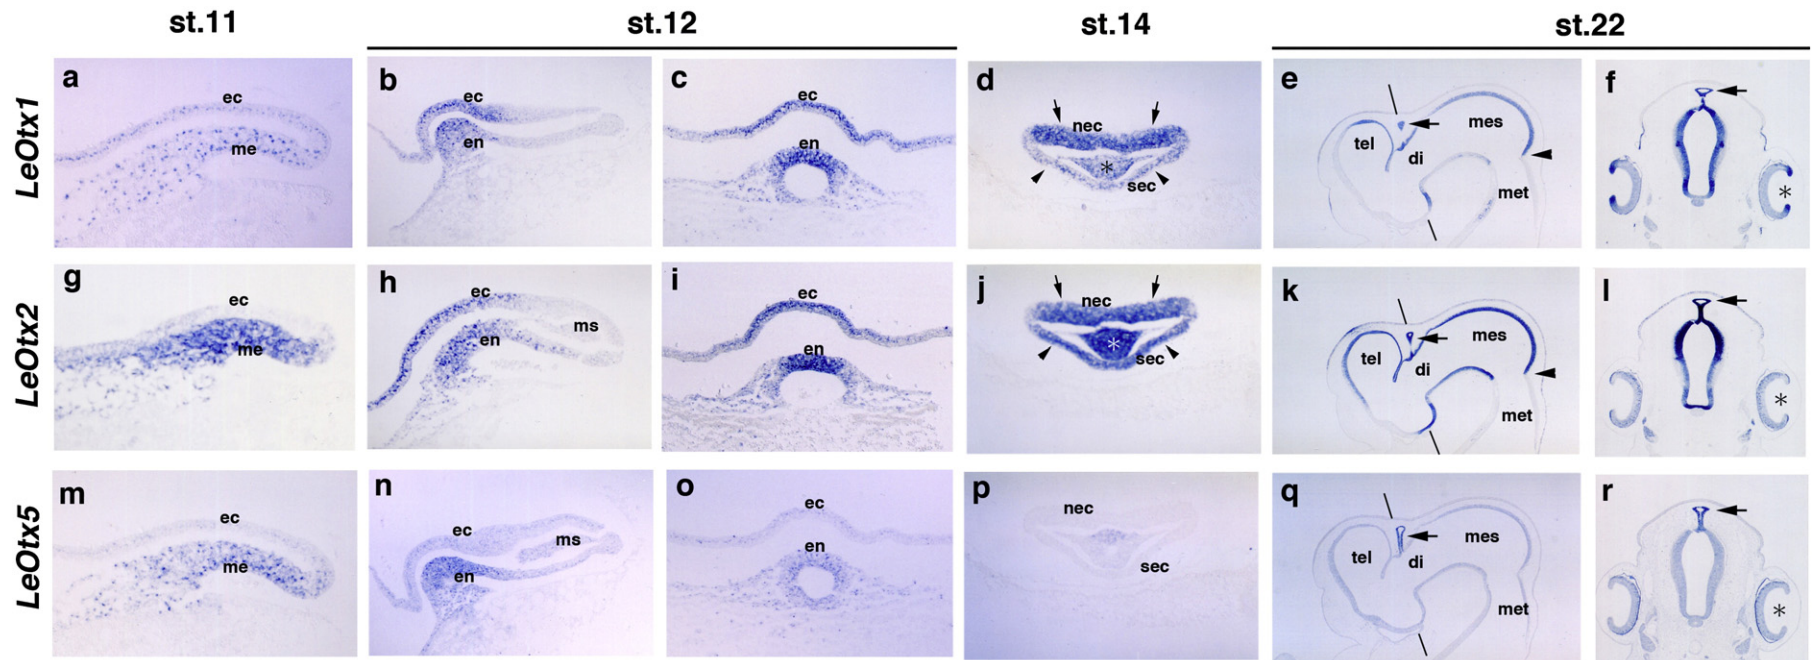 st.11 st.12 st.14 st.22
LeOtx1
a ec me
b ec en
c ec en
d nec * sec
e tel di mes met
f *
LeOtx2
g ec me
h ec en ms
i ec en
j nec * sec
k tel di mes met
l *
LeOtx5
m ec me
n ec en ms
o ec en
p nec sec
q tel di mes met
r *